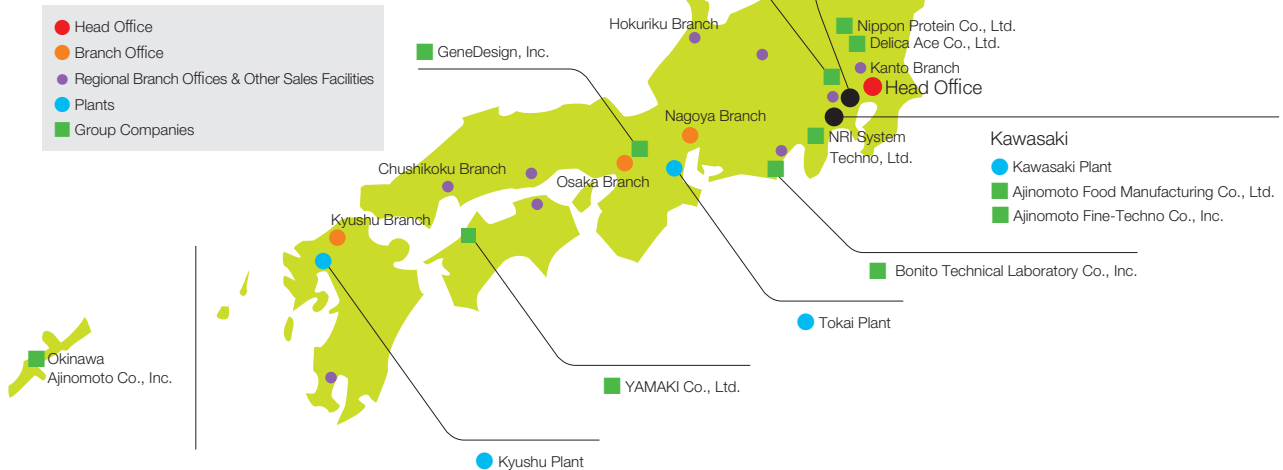 Head Office
Branch Office
Regional Branch Offices & Other Sales Facilities
Plants
Group Companies
Hokuriku Branch
Nippon Protein Co., Ltd.
Delica Ace Co., Ltd.
GeneDesign, Inc.
Kanto Branch
Head Office
Nagoya Branch
NRI System
Techno, Ltd.
Kawasaki
Kawasaki Plant
Ajinomoto Food Manufacturing Co., Ltd.
Ajinomoto Fine-Techno Co., Inc.
Chushikoku Branch
Osaka Branch
Kyushu Branch
Bonito Technical Laboratory Co., Inc.
Tokai Plant
Okinawa
Ajinomoto Co., Inc.
YAMAKI Co., Ltd.
Kyushu Plant